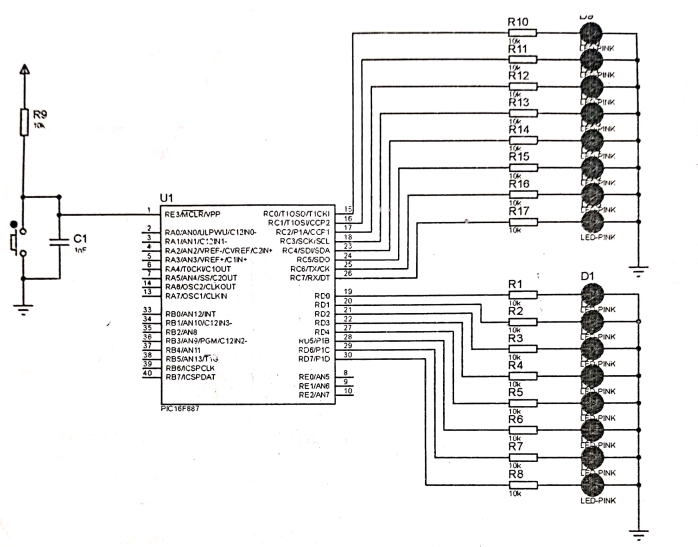 R10
10k
LED-PINK
R11
10k
LED-PINK
R12
10k
LED-PINK
R13
10k
LED-PINK
R14
10k
LED-PINK
R15
10k
LED-PINK
R16
10k
LED-PINK
R17
10k
LED-PINK
R9
10k
C1
1nF
U1
1 RE3/MCLR/VPP
2 RA0/AN0/ULPWU/C12IN0-
3 RA1/AN1/C12IN1-
4 RA2/AN2/VREF-/CVREF/C2IN+
5 RA3/AN3/VREF+/C1IN+
6 RA4/T0CKI/C1OUT
7 RA5/AN4/SS/C2OUT
14 RA6/OSC2/CLKOUT
13 RA7/OSC1/CLKIN
33 RB0/AN12/INT
34 RB1/AN10/C12IN3-
35 RB2/AN8
36 RB3/AN9/PGM/C12IN2-
37 RB4/AN11
38 RB5/AN13/T1G
39 RB6/ICSPCLK
40 RB7/ICSPDAT
RC0/T1OSO/T1CKI 15
RC1/T1OSI/CCP2 16
RC2/P1A/CCP1 17
RC3/SCK/SCL 18
RC4/SDI/SDA 23
RC5/SDO 24
RC6/TX/CK 25
RC7/RX/DT 26
RD0 19
RD1 20
RD2 21
RD3 22
RD4 27
RD5/P1B 28
RD6/P1C 29
RD7/P1D 30
RE0/AN5 8
RE1/AN6 9
RE2/AN7 10
PIC16F887
R1
D1
10k
LED-PINK
R2
10k
LED-PINK
R3
10k
LED-PINK
R4
10k
LED-PINK
R5
10k
LED-PINK
R6
10k
LED-PINK
R7
10k
LED-PINK
R8
10k
LED-PINK